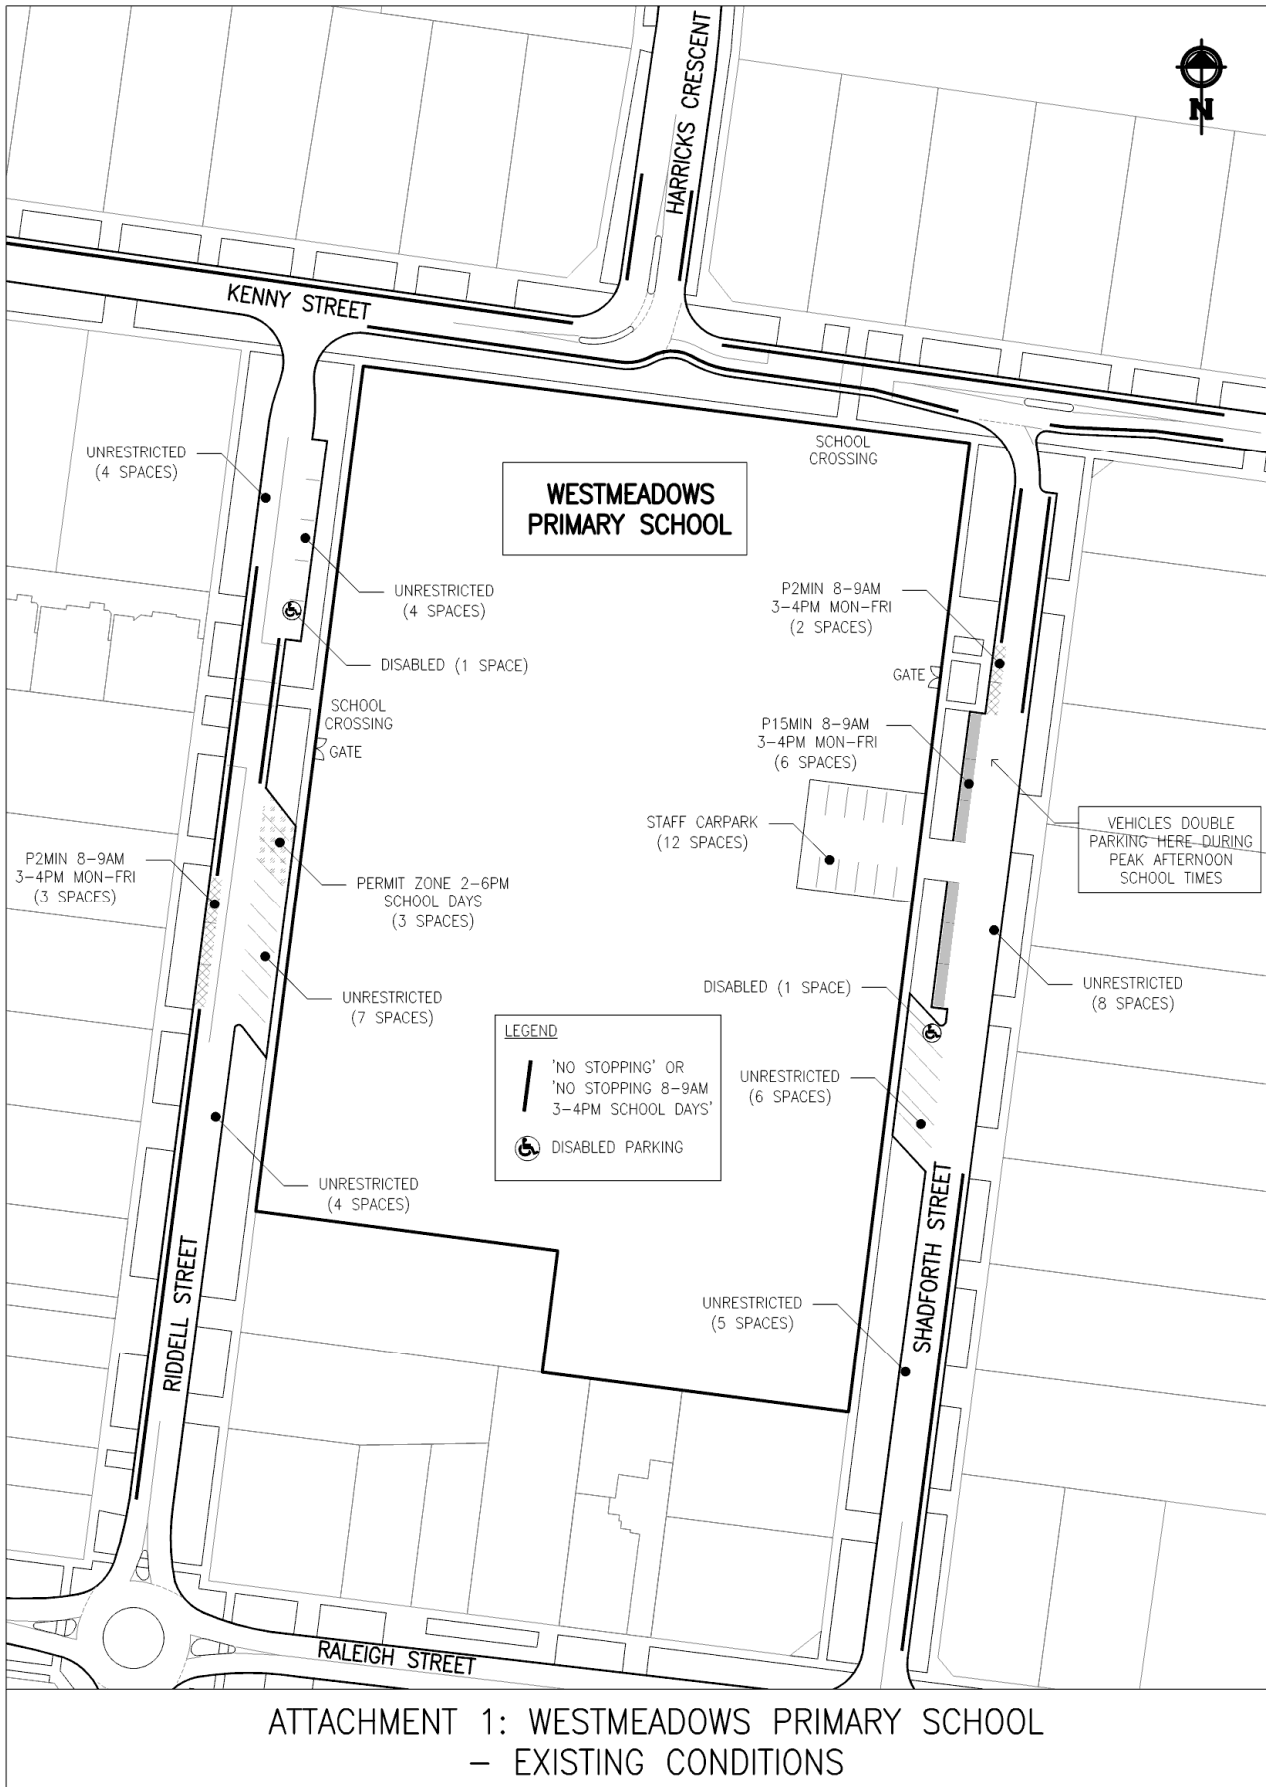 HARRICKS CRESCENT
N
KENNY STREET
UNRESTRICTED
(4 SPACES)
SCHOOL
CROSSING
WESTMEADOWS
PRIMARY SCHOOL
UNRESTRICTED
(4 SPACES)
P2MIN 8-9AM
3-4PM MON-FRI
(2 SPACES)
DISABLED (1 SPACE)
GATE
SCHOOL
CROSSING
GATE
P15MIN 8-9AM
3-4PM MON-FRI
(6 SPACES)
STAFF CARPARK
(12 SPACES)
VEHICLES DOUBLE
PARKING HERE DURING
PEAK AFTERNOON
SCHOOL TIMES
P2MIN 8-9AM
3-4PM MON-FRI
(3 SPACES)
PERMIT ZONE 2-6PM
SCHOOL DAYS
(3 SPACES)
DISABLED (1 SPACE)
UNRESTRICTED
(8 SPACES)
UNRESTRICTED
(7 SPACES)
LEGEND
'NO STOPPING' OR
'NO STOPPING 8-9AM
3-4PM SCHOOL DAYS'
DISABLED PARKING
UNRESTRICTED
(6 SPACES)
UNRESTRICTED
(4 SPACES)
RIDDELL STREET
SHADFORTH STREET
UNRESTRICTED
(5 SPACES)
RALEIGH STREET
ATTACHMENT 1: WESTMEADOWS PRIMARY SCHOOL
- EXISTING CONDITIONS